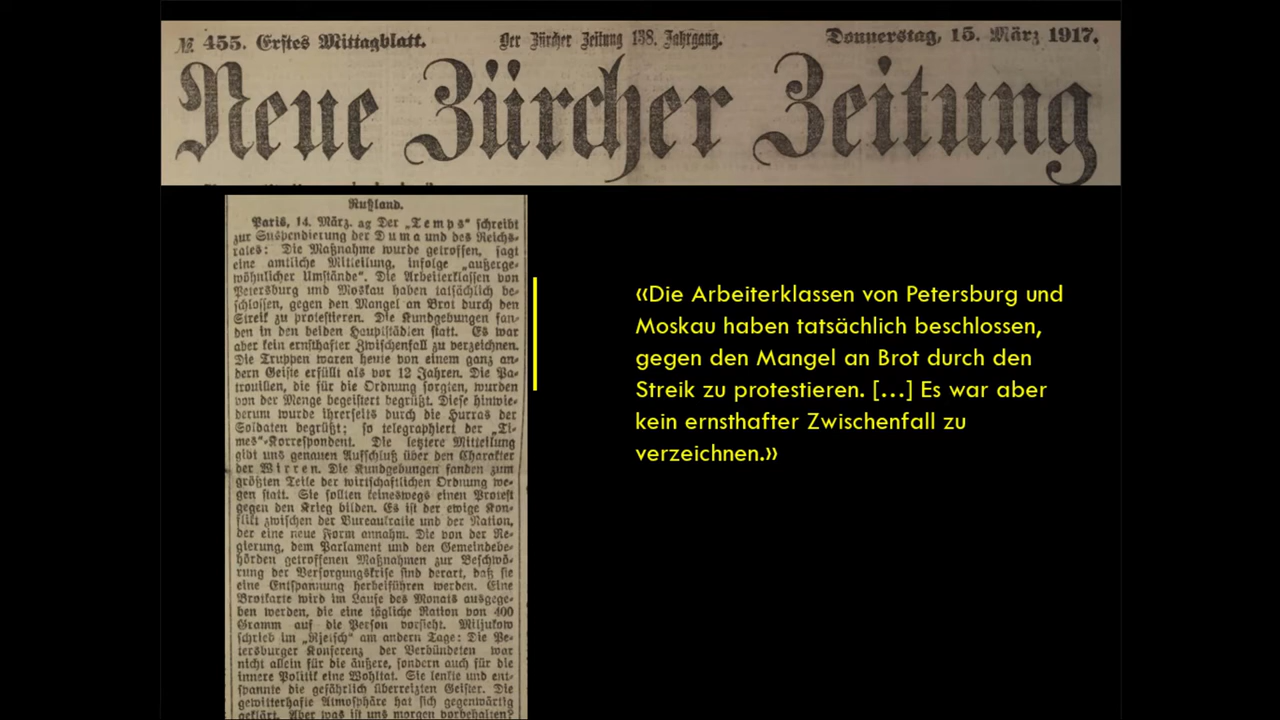 № 455. Erstes Mittagblatt.
Der Zürcher Zeitung 138. Jahrgang.
Donnerstag, 15. März 1917.
Neue Zürcher Zeitung
Rußland.
Paris, 14. März. ag Der „Temps“ schreibt
zur Suspendierung der Duma und des Reichs-
rates: Die Maßnahme wurde getroffen, sagt
eine amtliche Mitteilung, infolge „außerge-
wöhnlicher Umstände“. Die Arbeiterklassen von
Petersburg und Moskau haben tatsächlich be-
schlossen, gegen den Mangel an Brot durch den
Streik zu protestieren. Die Kundgebungen fan-
den in den beiden Hauptstädten statt. Es war
aber kein ernsthafter Zwischenfall zu verzeichnen.
Die Truppen waren heute von einem ganz an-
dern Geiste erfüllt als vor 12 Jahren. Die Pa-
trouillen, die für die Ordnung sorgten, wurden
von der Menge begeistert begrüßt. Diese hinwie-
derum wurde ihrerseits durch die Hurras der
Soldaten begrüßt; so telegraphiert der „Ti-
mes“-Korrespondent. Die letztere Mitteilung
gibt uns genauen Aufschluß über den Charakter
der Wirren. Die Kundgebungen fanden zum
größten Teile der wirtschaftlichen Ordnung we-
gen statt. Sie sollten keineswegs einen Protest
gegen den Krieg bilden. Es ist der ewige Kon-
flikt zwischen der Bureaukratie und der Nation,
der eine neue Form annahm. Die von der Re-
gierung, dem Parlament und den Gemeindebe-
hörden getroffenen Maßnahmen zur Beschwö-
rung der Versorgungskrise sind derart, daß sie
eine Entspannung herbeiführen werden. Eine
Brotkarte wird im Laufe des Monats ausgege-
ben werden, die eine tägliche Ration von 400
Gramm auf die Person vorsieht. Miljukow
schrieb im „Rjetsch“ am andern Tage: Die Pe-
tersburger Konferenz der Verbündeten war
nicht allein für die äußere, sondern auch für die
innere Politik eine Wohltat. Sie lenkte und ent-
spannte die gefährlich überreizten Geister. Die
gewitterhafte Atmosphäre hat sich gegenwärtig
geklärt. Aber was ist uns morgen vorbehalten?
«Die Arbeiterklassen von Petersburg und
Moskau haben tatsächlich beschlossen,
gegen den Mangel an Brot durch den
Streik zu protestieren. [...] Es war aber
kein ernsthafter Zwischenfall zu
verzeichnen.»